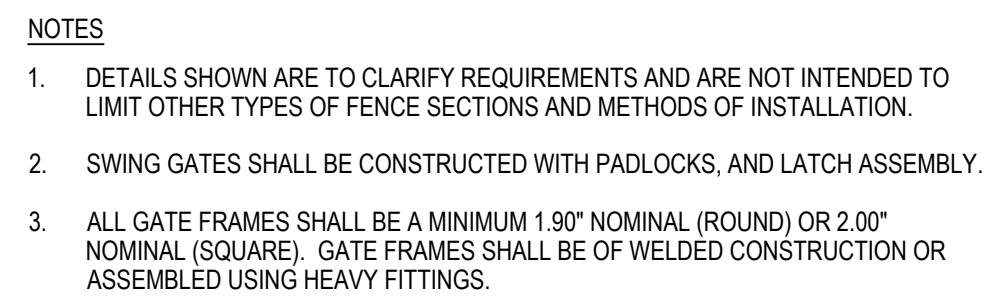 NOTES
1. DETAILS SHOWN ARE TO CLARIFY REQUIREMENTS AND ARE NOT INTENDED TO
LIMIT OTHER TYPES OF FENCE SECTIONS AND METHODS OF INSTALLATION.
2. SWING GATES SHALL BE CONSTRUCTED WITH PADLOCKS, AND LATCH ASSEMBLY.
3. ALL GATE FRAMES SHALL BE A MINIMUM 1.90" NOMINAL (ROUND) OR 2.00"
NOMINAL (SQUARE). GATE FRAMES SHALL BE OF WELDED CONSTRUCTION OR
ASSEMBLED USING HEAVY FITTINGS.